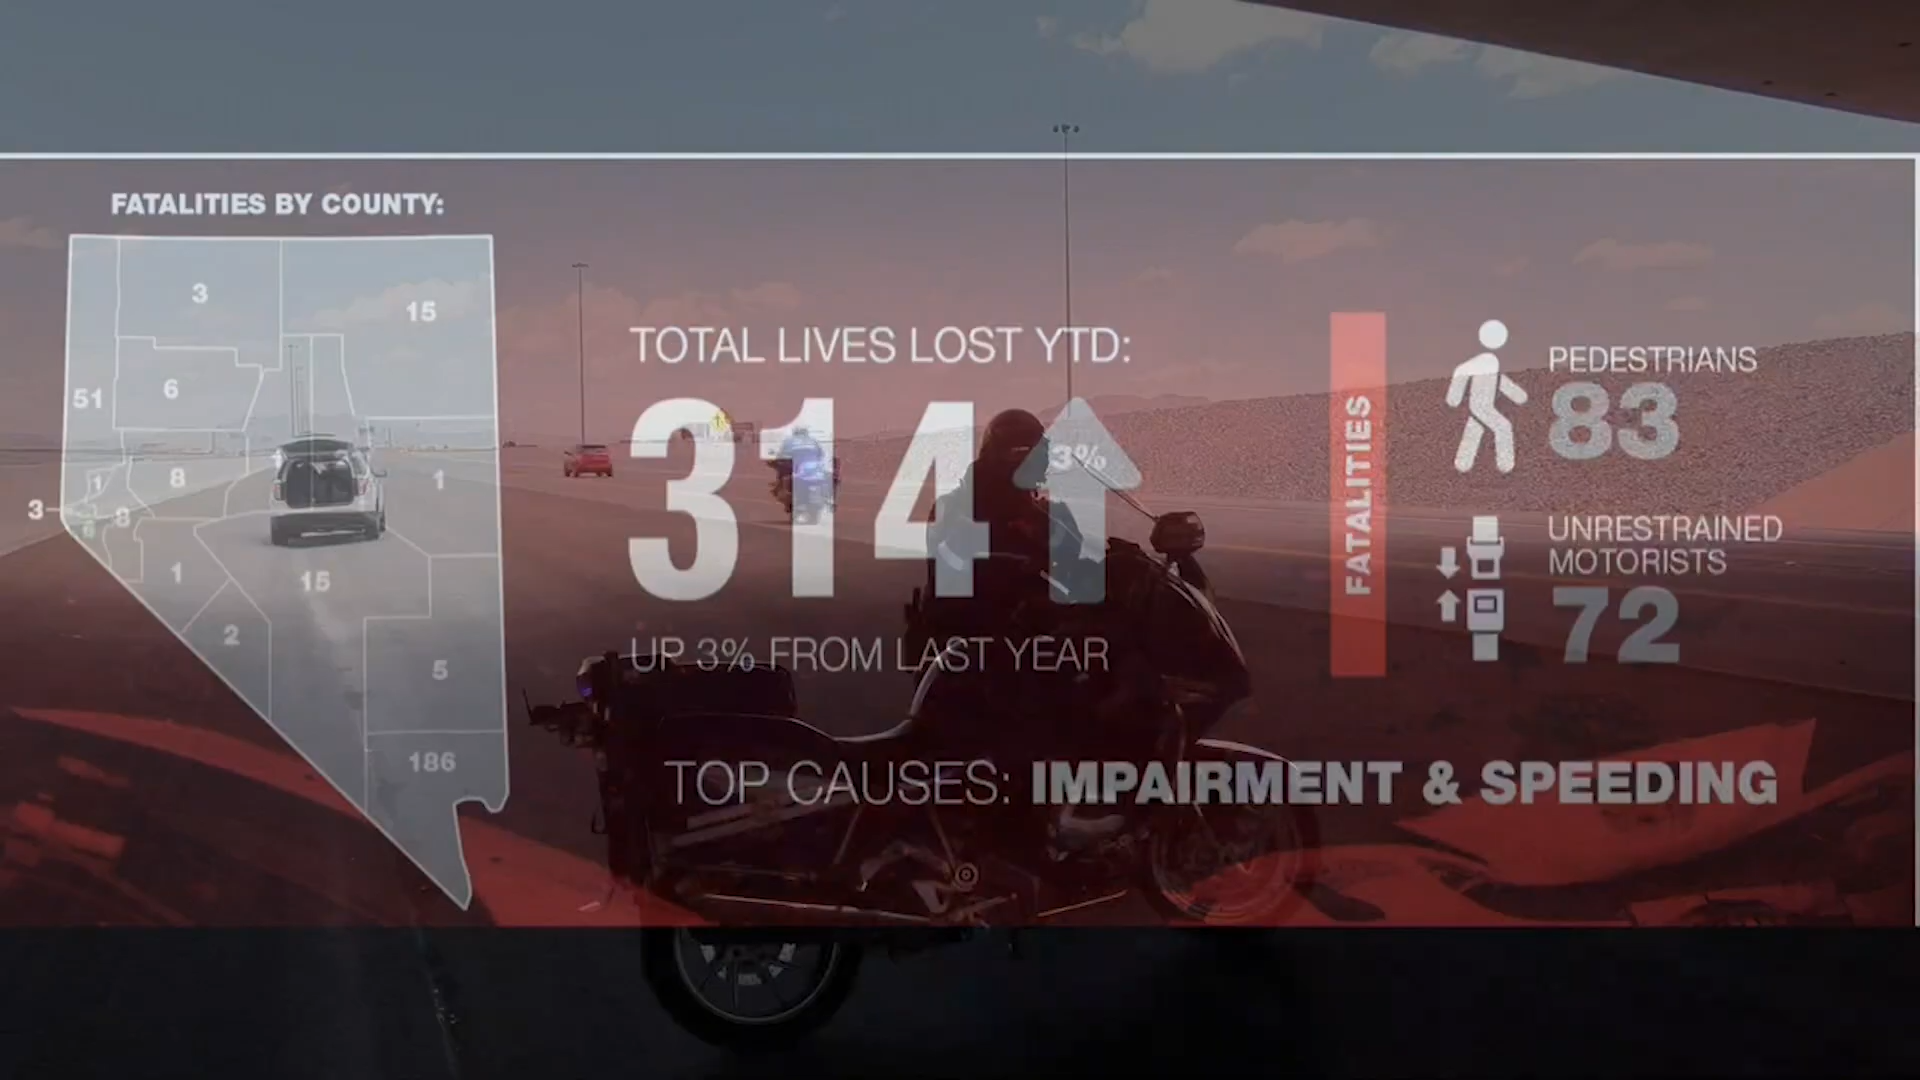 FATALITIES BY COUNTY:
3
15
51
6
8
1
1
3
8
6
1
15
2
5
186
TOTAL LIVES LOST YTD:
314
3%
UP 3% FROM LAST YEAR
FATALITIES
PEDESTRIANS
83
UNRESTRAINED
MOTORISTS
72
TOP CAUSES: IMPAIRMENT & SPEEDING